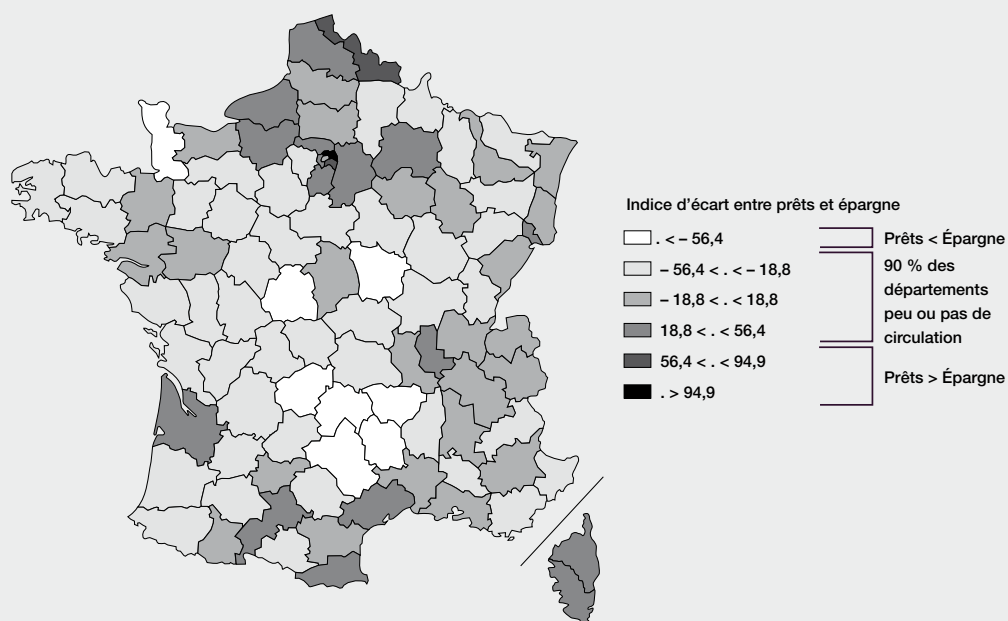 Indice d’écart entre prêts et épargne
. < – 56,4
– 56,4 < . < – 18,8
– 18,8 < . < 18,8
18,8 < . < 56,4
56,4 < . < 94,9
. > 94,9
Prêts < Épargne
90 % des
départements
peu ou pas de
circulation
Prêts > Épargne